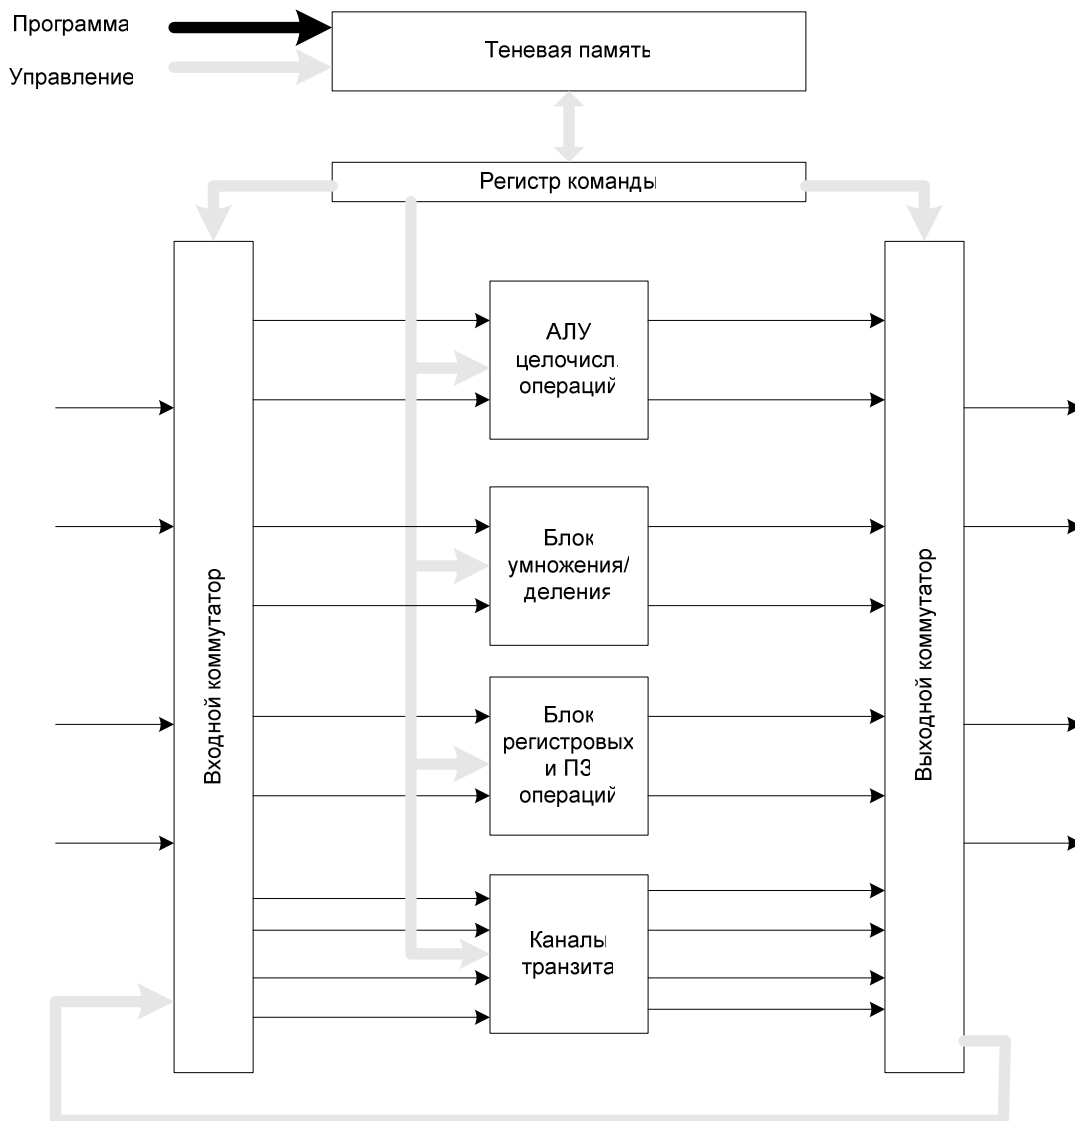 Программа
Теневая память
Управление
Регистр команды
АЛУ
целочисл.
операций
Блок
умножения/
деления
Входной коммутатор
Выходной коммутатор
Блок
регистровых
и ПЗ
операций
Каналы
транзита